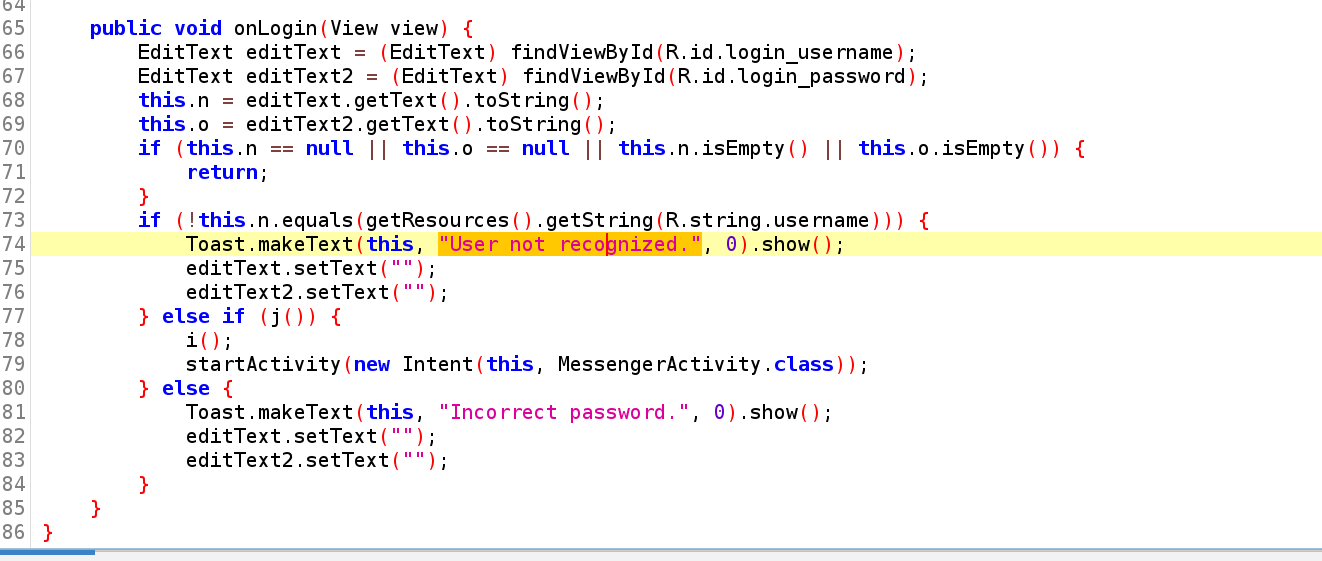 64
65     public void onLogin(View view) {
66         EditText editText = (EditText) findViewById(R.id.login_username);
67         EditText editText2 = (EditText) findViewById(R.id.login_password);
68         this.n = editText.getText().toString();
69         this.o = editText2.getText().toString();
70         if (this.n == null || this.o == null || this.n.isEmpty() || this.o.isEmpty()) {
71             return;
72         }
73         if (!this.n.equals(getResources().getString(R.string.username))) {
74             Toast.makeText(this, "User not recognized.", 0).show();
75             editText.setText("");
76             editText2.setText("");
77         } else if (j()) {
78             i();
79             startActivity(new Intent(this, MessengerActivity.class));
80         } else {
81             Toast.makeText(this, "Incorrect password.", 0).show();
82             editText.setText("");
83             editText2.setText("");
84         }
85     }
86 }